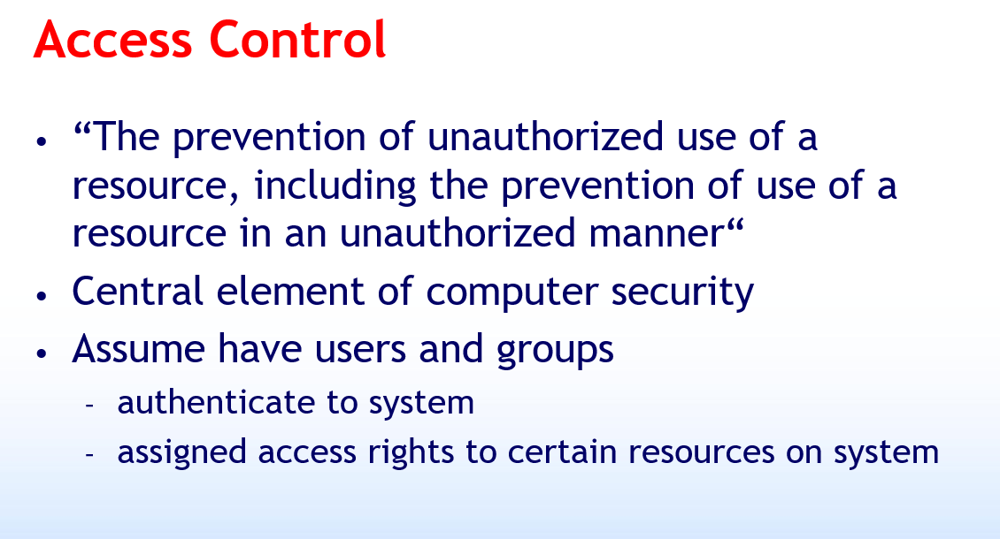 Access Control
• “The prevention of unauthorized use of a
resource, including the prevention of use of a
resource in an unauthorized manner“
• Central element of computer security
• Assume have users and groups
- authenticate to system
- assigned access rights to certain resources on system